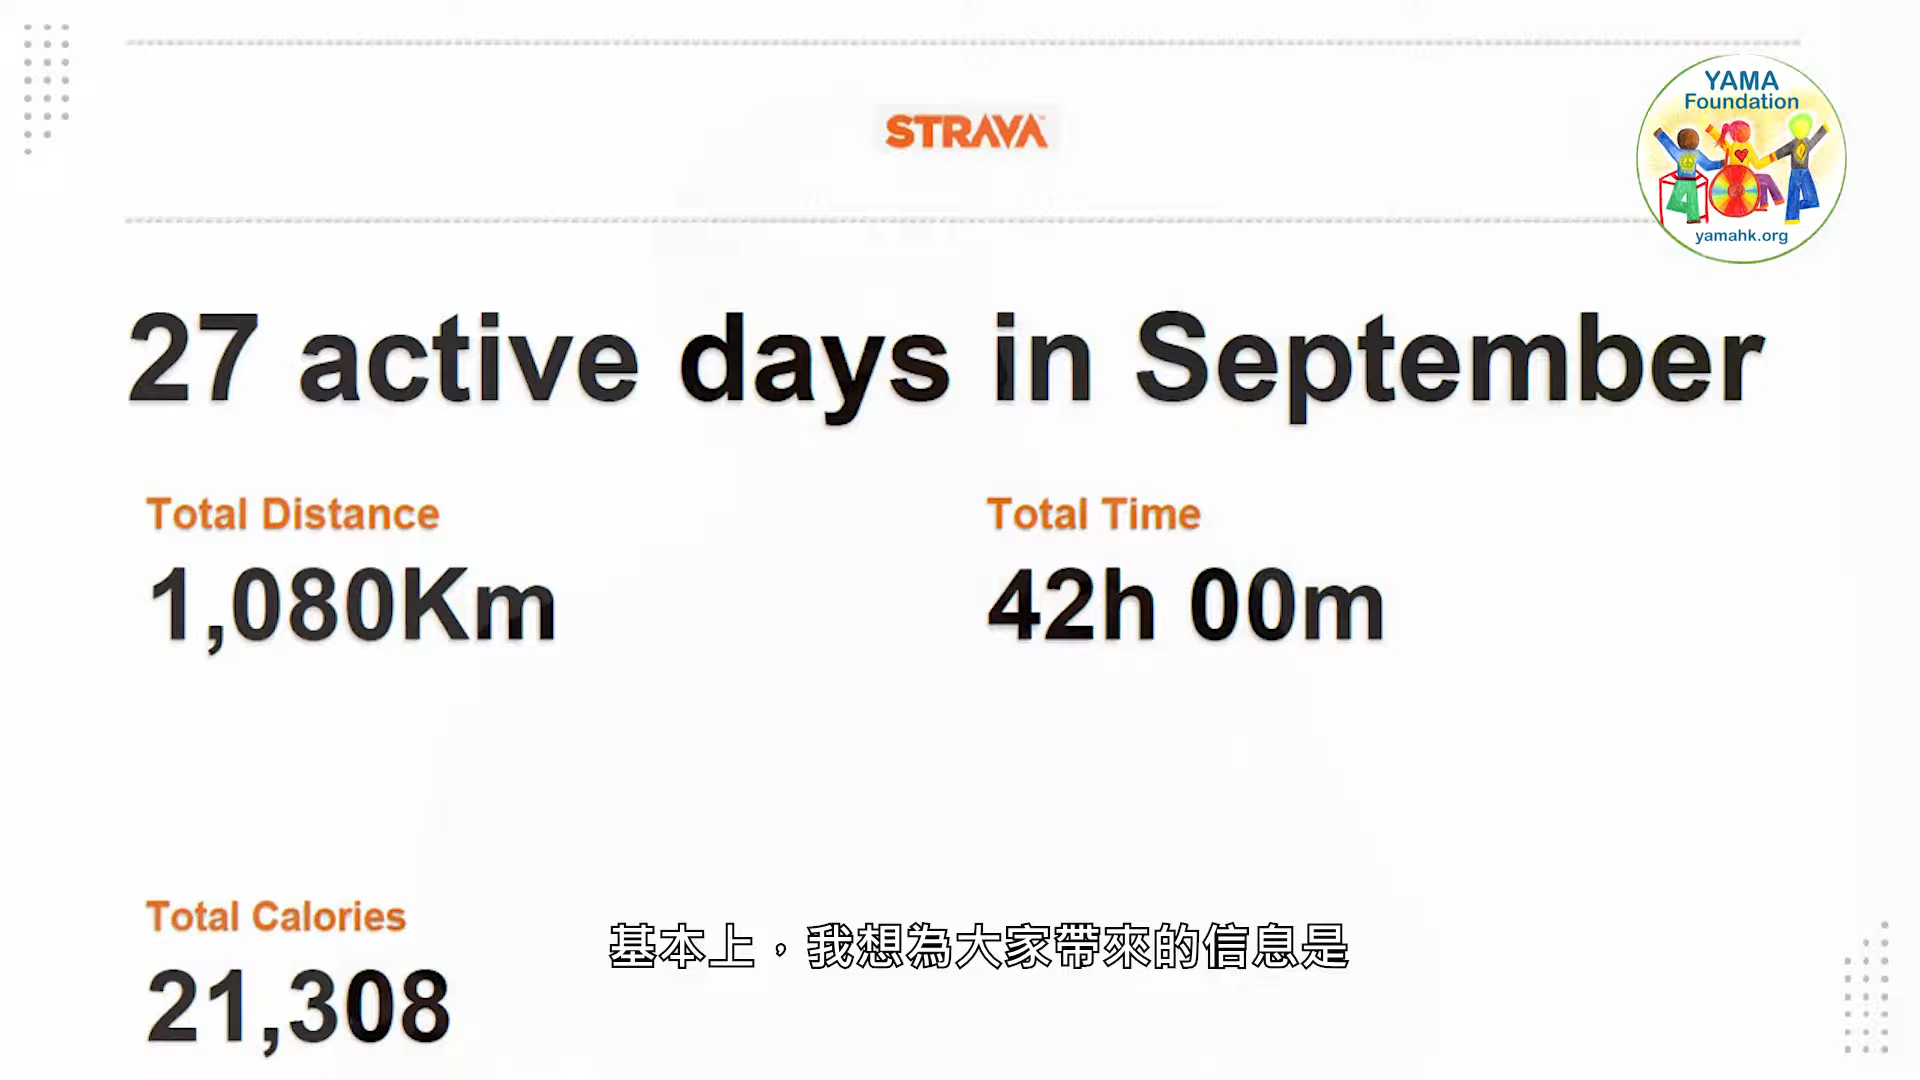 STRAVA
YAMA
Foundation
yamahk.org
27 active days in September
Total Distance
1,080Km
Total Time
42h 00m
Total Calories
21,308
基本上，我想為大家帶來的信息是